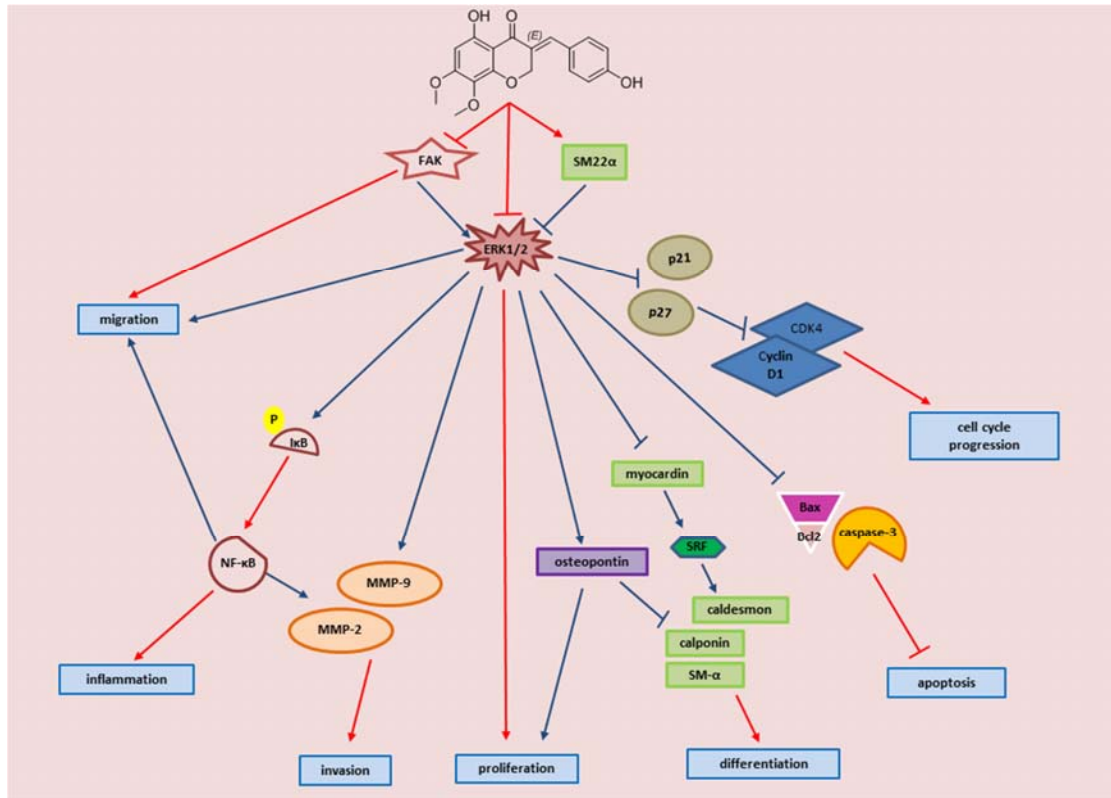 OH
O
(E)
O
O
O
OH
FAK
SM22α
ERK1/2
p21
p27
migration
CDK4
Cyclin
D1
P
IκB
cell cycle
progression
myocardin
Bax
Dcl2
caspase-3
SRF
NF-κB
osteopontin
MMP-9
MMP-2
caldesmon
calponin
SM-α
inflammation
apoptosis
invasion
proliferation
differentiation